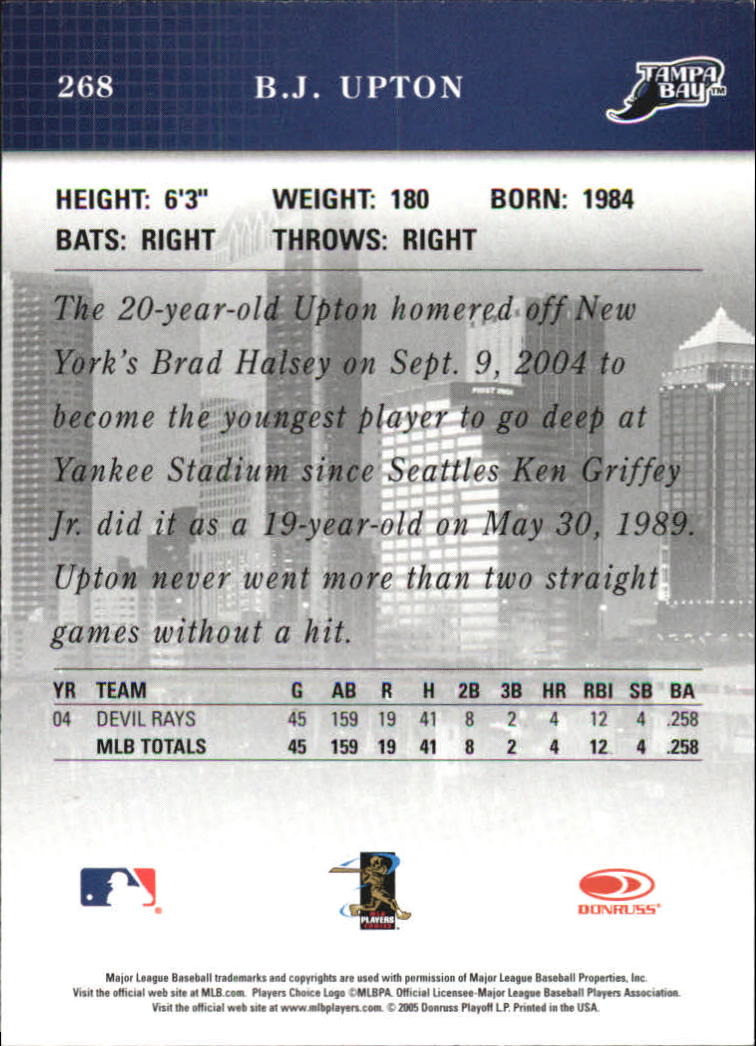 268 B.J. UPTON TAMPA BAY™
HEIGHT: 6'3" WEIGHT: 180 BORN: 1984
BATS: RIGHT THROWS: RIGHT
The 20-year-old Upton homered off New
York's Brad Halsey on Sept. 9, 2004 to
become the youngest player to go deep at
Yankee Stadium since Seattles Ken Griffey
Jr. did it as a 19-year-old on May 30, 1989.
Upton never went more than two straight
games without a hit.
YR TEAM G AB R H 2B 3B HR RBI SB BA
04 DEVIL RAYS 45 159 19 41 8 2 4 12 4 .258
MLB TOTALS 45 159 19 41 8 2 4 12 4 .258
MLB
PLAYERS
CHOICE
DONRUSS®
Major League Baseball trademarks and copyrights are used with permission of Major League Baseball Properties, Inc.
Visit the official web site at MLB.com. Players Choice Logo ©MLBPA. Official Licensee-Major League Baseball Players Association.
Visit the official web site at www.mlbplayers.com. © 2005 Donruss Playoff L.P. Printed in the USA.